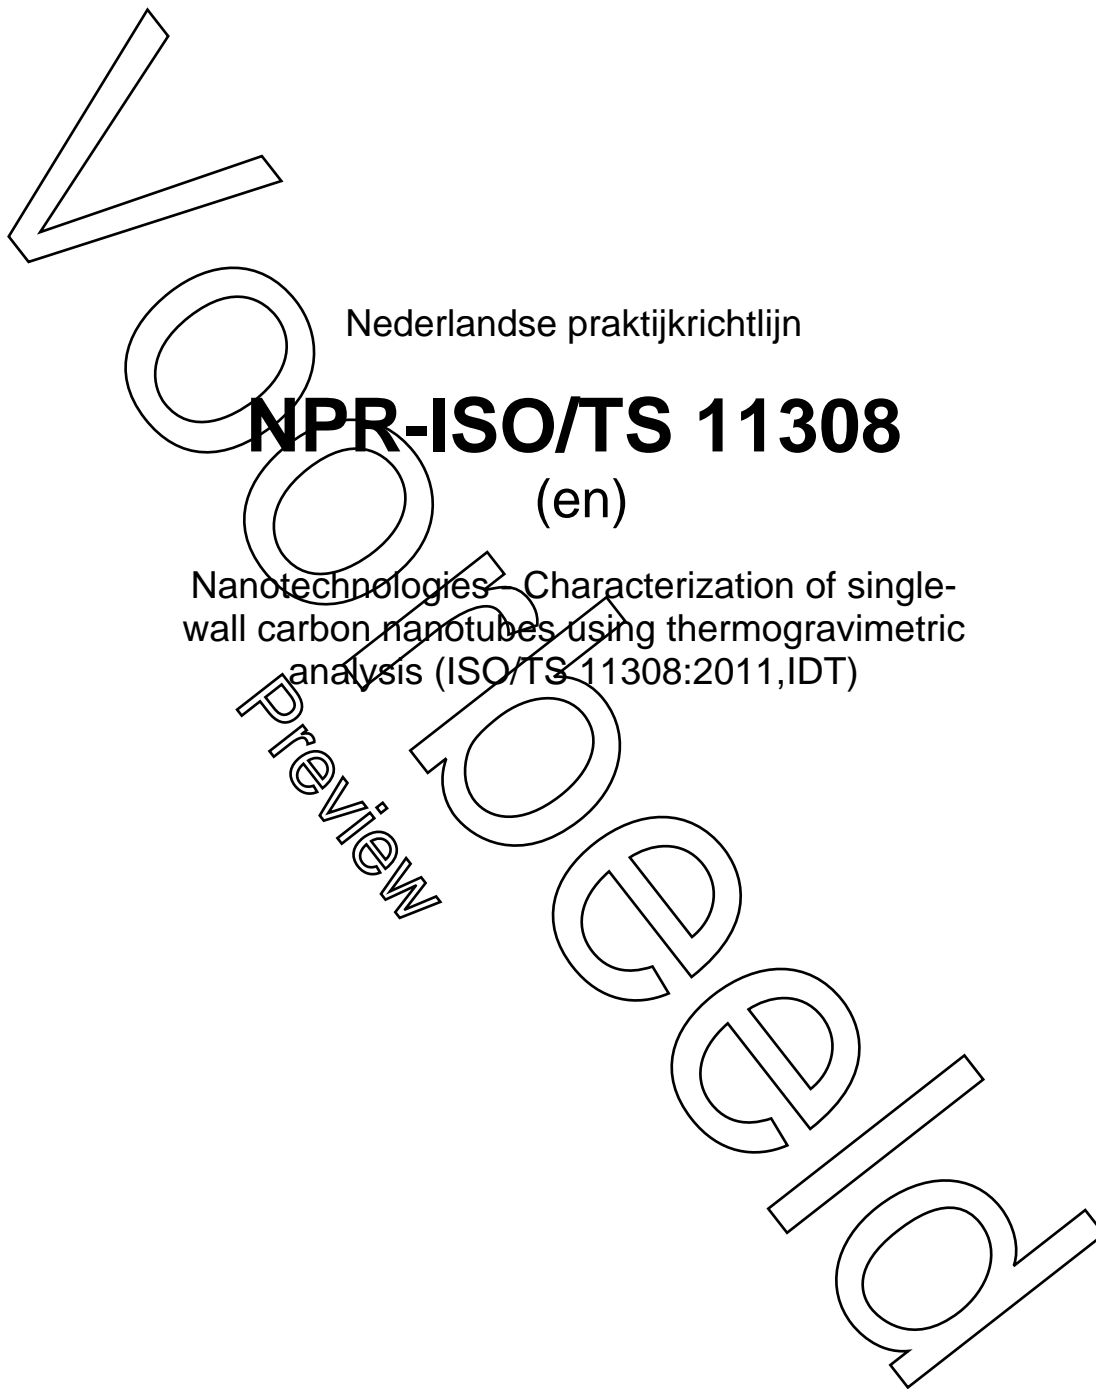 Nederlandse praktijkrichtlijn
NPR-ISO/TS 11308
(en)
Nanotechnologies - Characterization of single-
wall carbon nanotubes using thermogravimetric
analysis (ISO/TS 11308:2011,IDT)
Voorbeeld
Preview